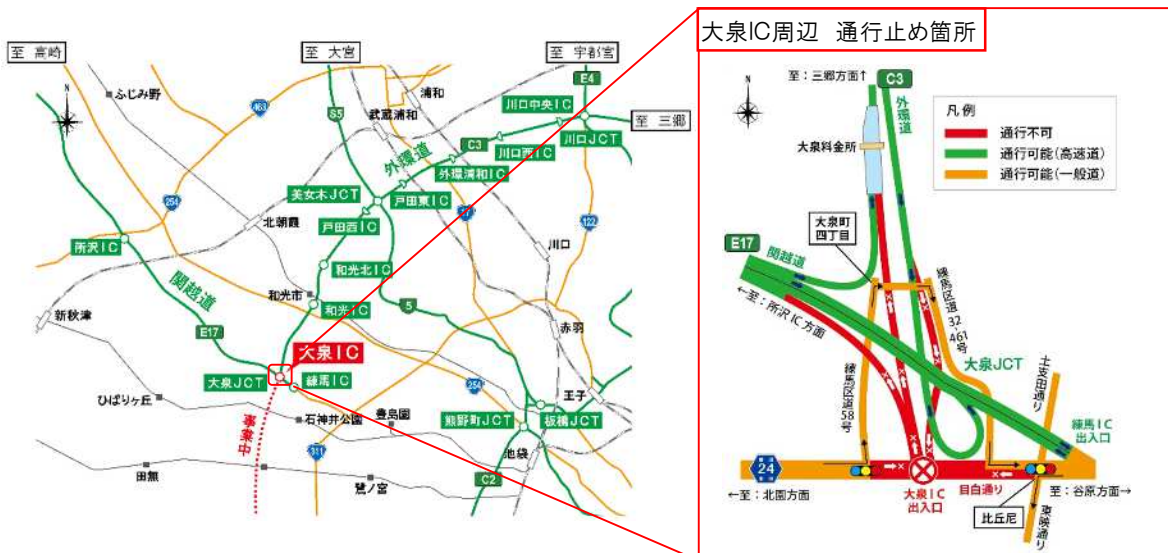 至 高崎
至 大宮
至 宇都宮
至 三郷
N
ふじみ野
463
S5
浦和
武蔵浦和
E4
川口中央IC
川口JCT
川口西IC
C3
外環道
外環浦和IC
美女木JCT
戸田東IC
254
北朝霞
戸田西IC
122
川口
所沢IC
和光北IC
関越道
和光市
和光IC
新秋津
E17
5
赤羽
大泉IC
大泉JCT
練馬IC
ひばりヶ丘
254
王子
石神井公園
豊島園
熊野町JCT
板橋JCT
事業中
311
池袋
田無
鷺ノ宮
C2
大泉IC周辺 通行止め箇所
至：三郷方面↑
C3
N
外環道
凡例
通行不可
通行可能(高速道)
通行可能(一般道)
大泉料金所
大泉町
四丁目
E17
関越道
←至：所沢IC方面
練馬区道
32-461号
大泉JCT
土支田通り
練馬区道58号
練馬IC
出入口
24
←至：北園方面
大泉IC
出入口
目白通り
至：谷原方面→
比丘尼
東映通り